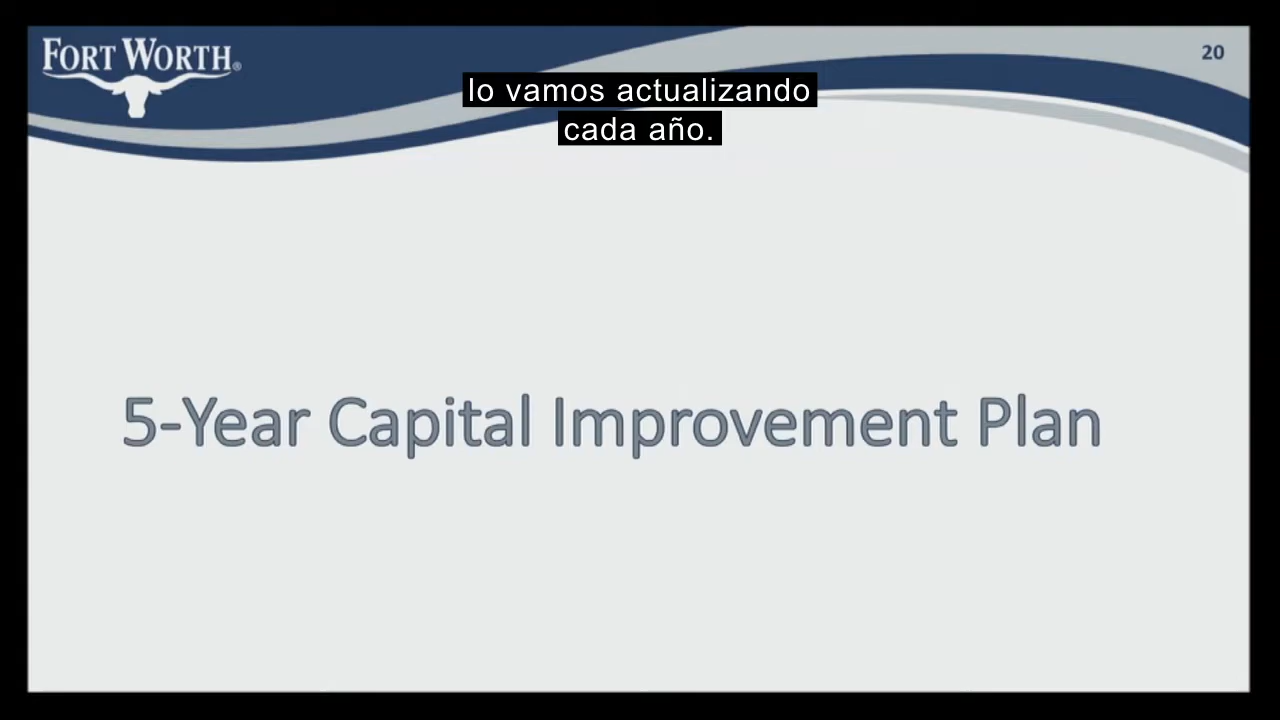 FORT WORTH®
20
lo vamos actualizando
cada año.
5-Year Capital Improvement Plan